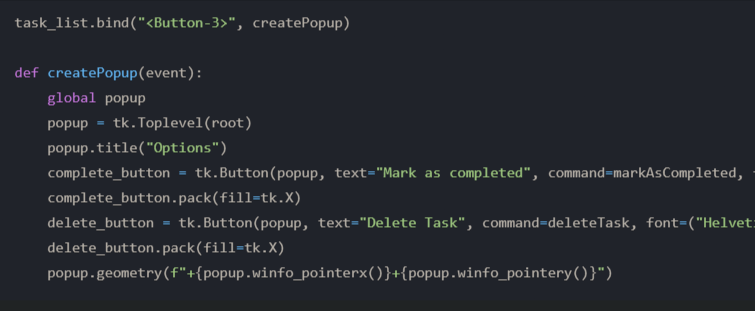 task_list.bind("<Button-3>", createPopup)
def createPopup(event):
global popup
popup = tk.Toplevel(root)
popup.title("Options")
complete_button = tk.Button(popup, text="Mark as completed", command=markAsCompleted,
complete_button.pack(fill=tk.X)
delete_button = tk.Button(popup, text="Delete Task", command=deleteTask, font=("Helvet
delete_button.pack(fill=tk.X)
popup.geometry(f"+{popup.winfo_pointerx()}+{popup.winfo_pointery()}")